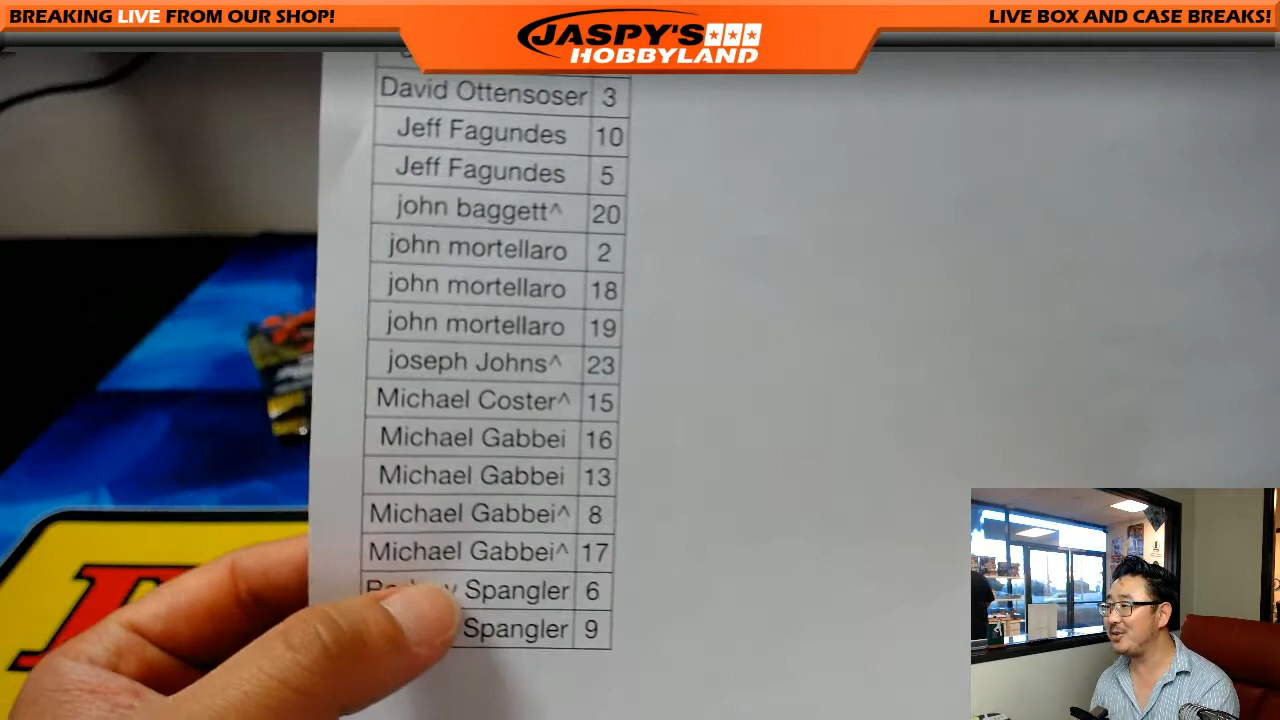 BREAKING LIVE FROM OUR SHOP!
JASPY'S
HOBBYLAND
LIVE BOX AND CASE BREAKS!
David Ottensoser 3
Jeff Fagundes 10
Jeff Fagundes 5
john baggett^ 20
john mortellaro 2
john mortellaro 18
john mortellaro 19
joseph Johns^ 23
Michael Coster^ 15
Michael Gabbei 16
Michael Gabbei 13
Michael Gabbei^ 8
Michael Gabbei^ 17
Spangler 6
Spangler 9